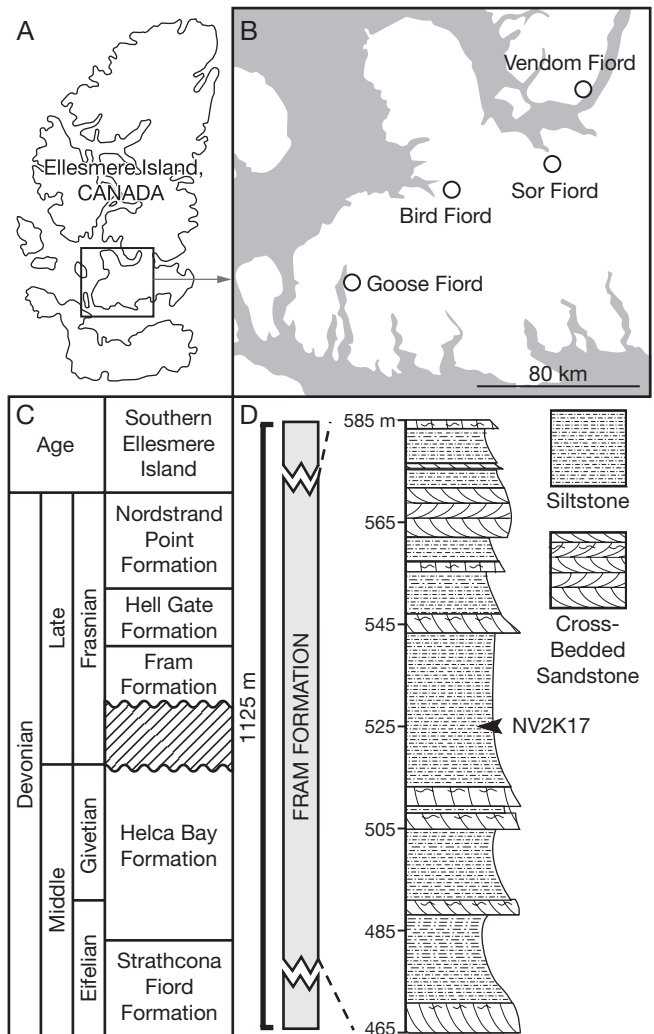 A
Ellesmere Island,
CANADA
B
Vendom Fiord
Sor Fiord
Bird Fiord
Goose Fiord
80 km
C
Age
Southern
Ellesmere
Island
Devonian
Late
Middle
Frasnian
Givetian
Eifelian
Nordstrand
Point
Formation
Hell Gate
Formation
Fram
Formation
Helca Bay
Formation
Strathcona
Fiord
Formation
D
1125 m
FRAM FORMATION
585 m
565
545
525
505
485
465
NV2K17
Siltstone
Cross-
Bedded
Sandstone